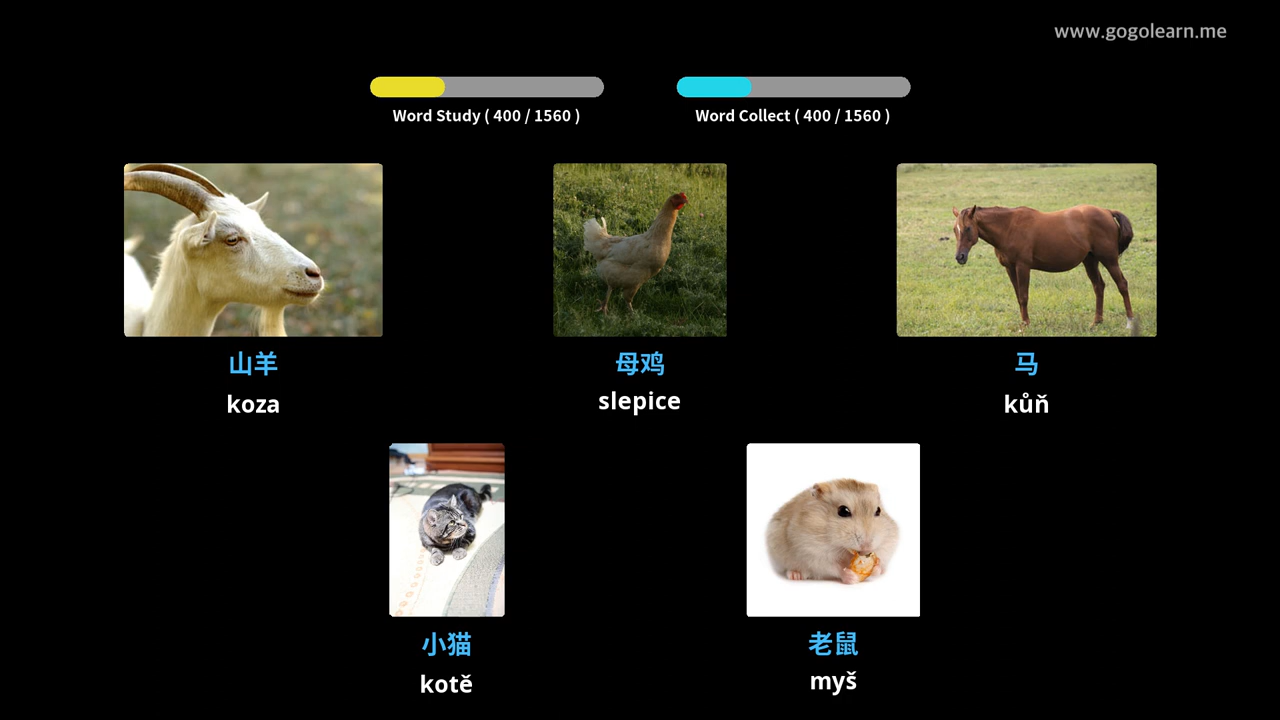 www.gogolearn.me
Word Study ( 400 / 1560 )
Word Collect ( 400 / 1560 )
山羊
母鸡
马
koza
slepice
kůň
小猫
老鼠
kotě
myš